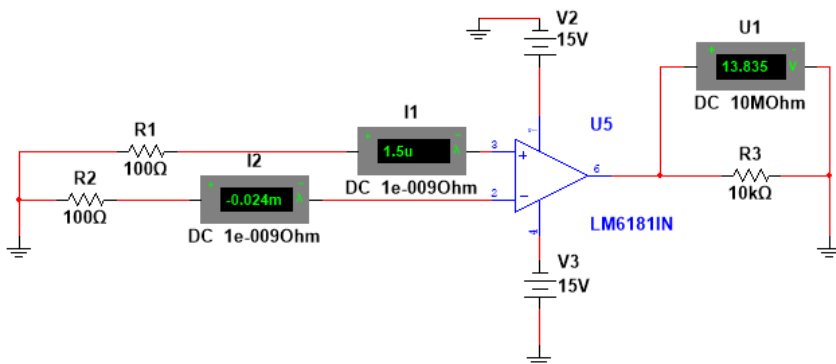 V2
15V
U1
+ -
13.835 V
DC 10MOhm
R1
100Ω
I1
+ -
1.5u A
DC 1e-009Ohm
U5
7
3
+
6
2
-
4
LM6181IN
R3
10kΩ
I2
+ -
-0.024m A
DC 1e-009Ohm
R2
100Ω
V3
15V